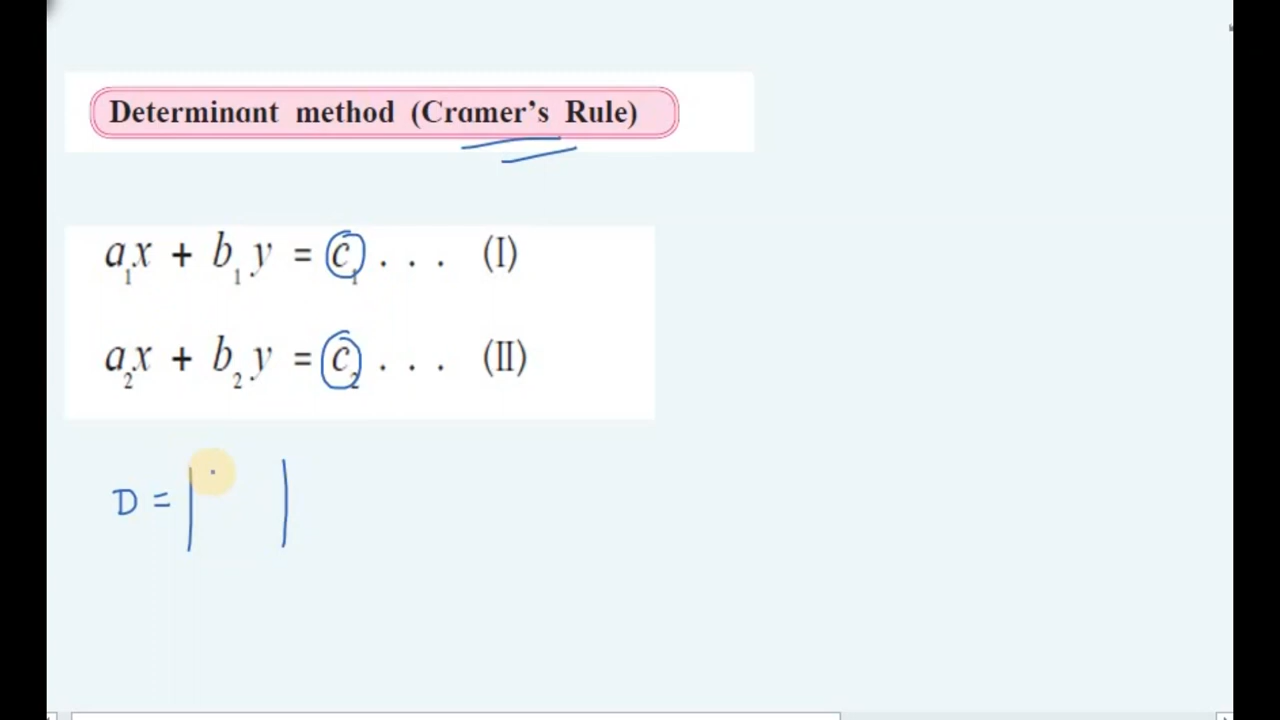 Determinant method (Cramer's Rule)
a₁x + b₁y = c₁ . . . (I)
a₂x + b₂y = c₂ . . . (II)
D = | |